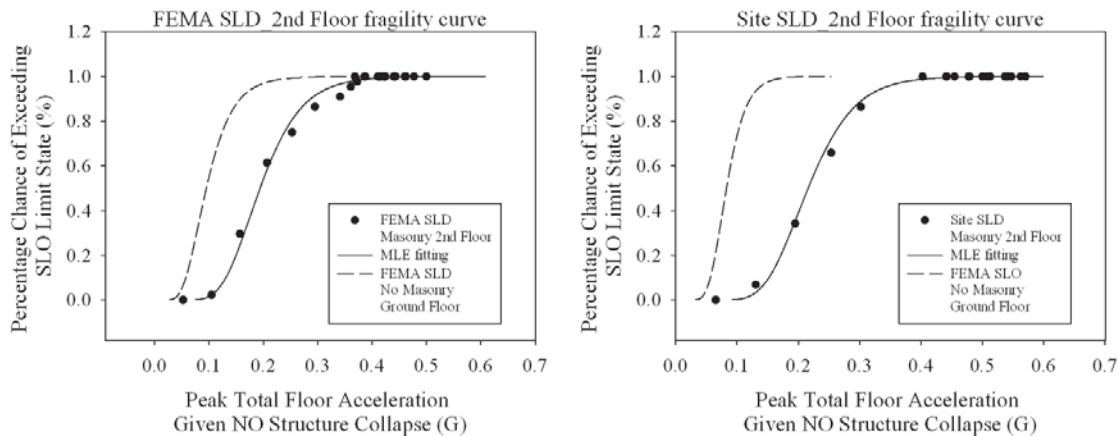 FEMA SLD_2nd Floor fragility curve
Percentage Chance of Exceeding
SLO Limit State (%)
1.2
1.0
0.8
0.6
0.4
0.2
0.0
FEMA SLD
Masonry 2nd Floor
MLE fitting
FEMA SLD
No Masonry
Ground Floor
0.0 0.1 0.2 0.3 0.4 0.5 0.6 0.7
Peak Total Floor Acceleration
Given NO Structure Collapse (G)
Site SLD_2nd Floor fragility curve
Percentage Chance of Exceeding
SLO Limit State (%)
1.2
1.0
0.8
0.6
0.4
0.2
0.0
Site SLD
Masonry 2nd Floor
MLE fitting
FEMA SLO
No Masonry
Ground Floor
0.0 0.1 0.2 0.3 0.4 0.5 0.6 0.7
Peak Total Floor Acceleration
Given NO Structure Collapse (G)